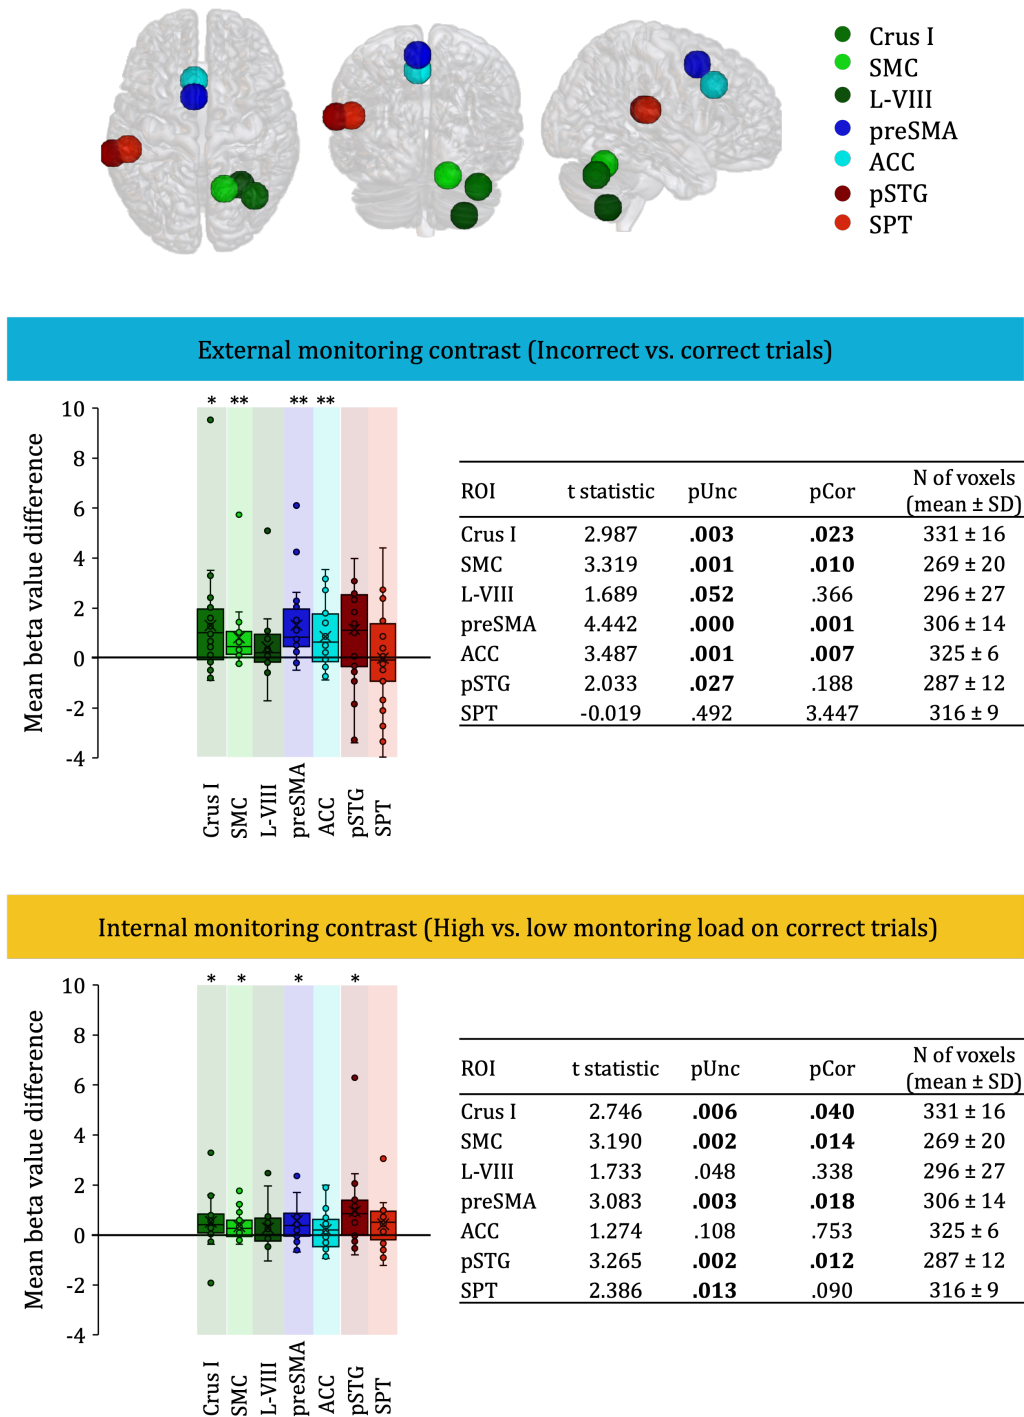 Crus I
SMC
L-VIII
preSMA
ACC
pSTG
SPT
External monitoring contrast (Incorrect vs. correct trials)
* ** ** **
Mean beta value difference
10
8
6
4
2
0
-2
-4
Crus I
SMC
L-VIII
preSMA
ACC
pSTG
SPT
ROI t statistic pUnc pCor N of voxels (mean ± SD)
Crus I 2.987 .003 .023 331 ± 16
SMC 3.319 .001 .010 269 ± 20
L-VIII 1.689 .052 .366 296 ± 27
preSMA 4.442 .000 .001 306 ± 14
ACC 3.487 .001 .007 325 ± 6
pSTG 2.033 .027 .188 287 ± 12
SPT -0.019 .492 3.447 316 ± 9
Internal monitoring contrast (High vs. low montoring load on correct trials)
* * * *
Mean beta value difference
10
8
6
4
2
0
-2
-4
Crus I
SMC
L-VIII
preSMA
ACC
pSTG
SPT
ROI t statistic pUnc pCor N of voxels (mean ± SD)
Crus I 2.746 .006 .040 331 ± 16
SMC 3.190 .002 .014 269 ± 20
L-VIII 1.733 .048 .338 296 ± 27
preSMA 3.083 .003 .018 306 ± 14
ACC 1.274 .108 .753 325 ± 6
pSTG 3.265 .002 .012 287 ± 12
SPT 2.386 .013 .090 316 ± 9